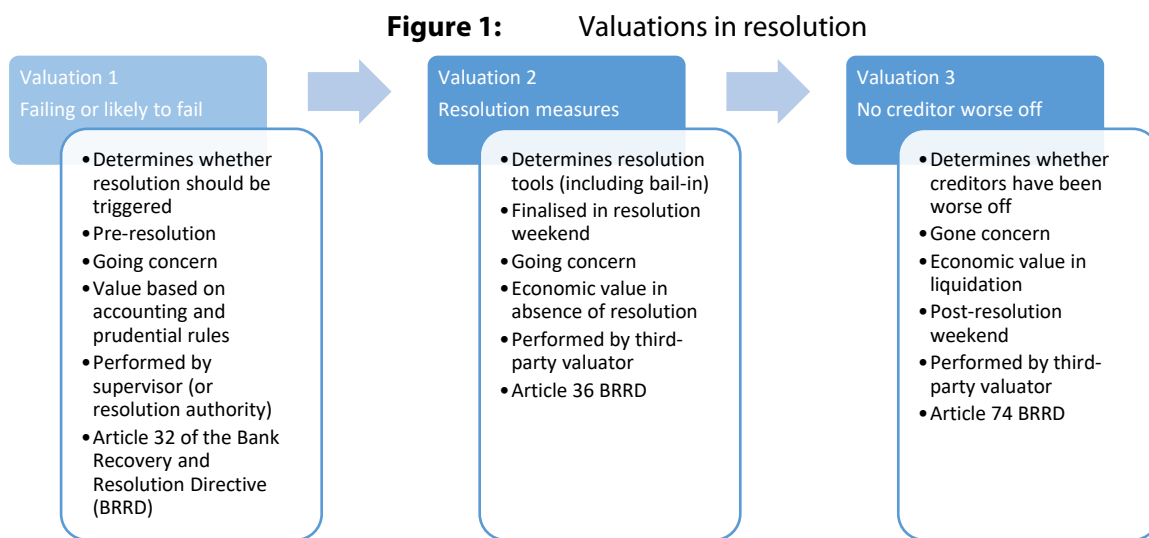 Figure 1: Valuations in resolution
Valuation 1
Failing or likely to fail
•Determines whether
resolution should be
triggered
•Pre-resolution
•Going concern
•Value based on
accounting and
prudential rules
•Performed by
supervisor (or
resolution authority)
•Article 32 of the Bank
Recovery and
Resolution Directive
(BRRD)
Valuation 2
Resolution measures
•Determines resolution
tools (including bail-in)
•Finalised in resolution
weekend
•Going concern
•Economic value in
absence of resolution
•Performed by third-
party valuator
•Article 36 BRRD
Valuation 3
No creditor worse off
•Determines whether
creditors have been
worse off
•Gone concern
•Economic value in
liquidation
•Post-resolution
weekend
•Performed by third-
party valuator
•Article 74 BRRD